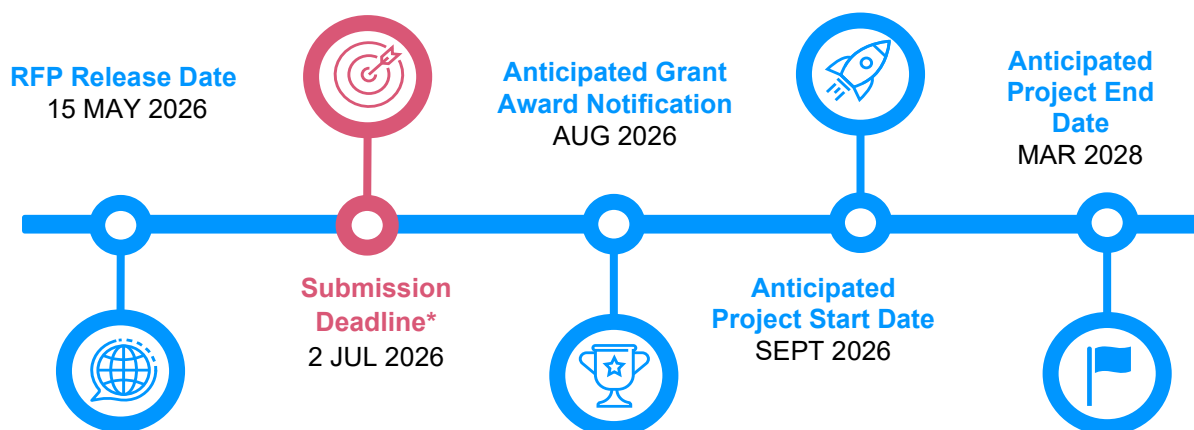 RFP Release Date
15 MAY 2026
Submission
Deadline*
2 JUL 2026
Anticipated Grant
Award Notification
AUG 2026
Anticipated
Project Start Date
SEPT 2026
Anticipated
Project End
Date
MAR 2028